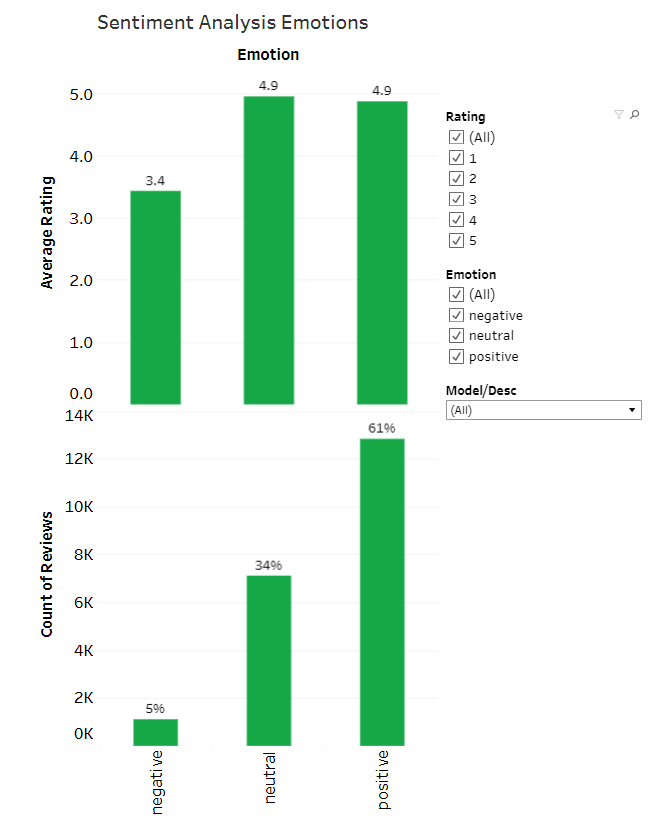 Sentiment Analysis Emotions
Emotion
Average Rating
5.0
4.0
3.0
2.0
1.0
0.0
3.4
4.9
4.9
Count of Reviews
14K
12K
10K
8K
6K
4K
2K
0K
5%
34%
61%
negative
neutral
positive
Rating
(All)
1
2
3
4
5
Emotion
(All)
negative
neutral
positive
Model/Desc
(All)